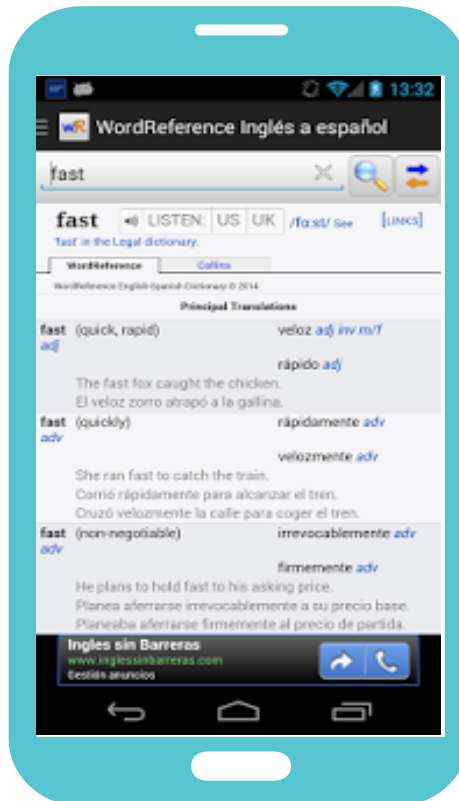 13:32
WR WordReference Inglés a español
fast
fast LISTEN: US UK /fɑːst/ See [LINKS]
'fast' in the Legal dictionary.
WordReference Collins
WordReference English-Spanish Dictionary © 2014:
Principal Translations
fast (quick, rapid) veloz adj inv m/f
adj
rápido adj
The fast fox caught the chicken.
El veloz zorro atrapó a la gallina.
fast (quickly) rápidamente adv
adv
velozmente adv
She ran fast to catch the train.
Corrió rápidamente para alcanzar el tren.
Cruzó velozmente la calle para coger el tren.
fast (non-negotiable) irrevocablemente adv
adv
firmemente adv
He plans to hold fast to his asking price.
Planea aferrarse irrevocablemente a su precio base.
Planeaba aferrarse firmemente al precio de partida.
Ingles sin Barreras
www.inglessinbarreras.com
Gestión anuncios